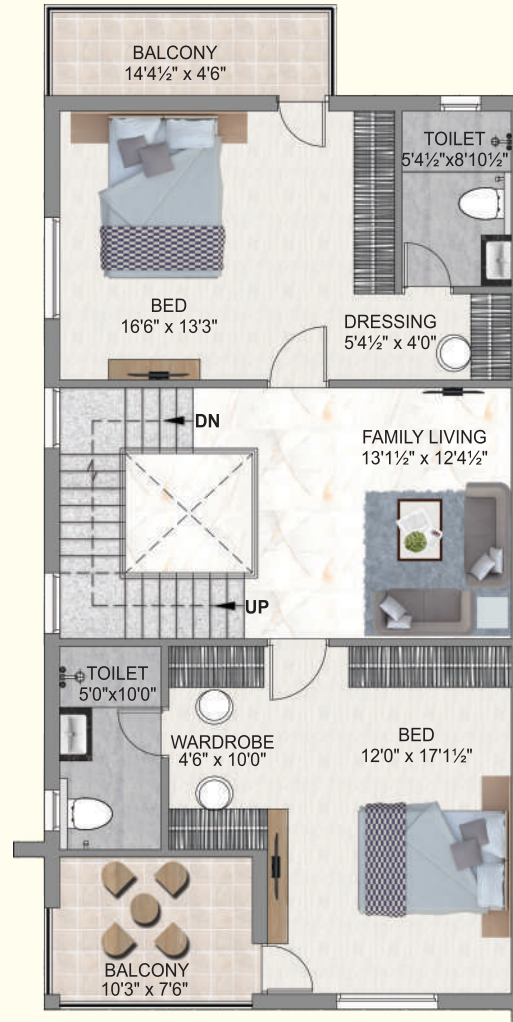 BALCONY
14'4½" x 4'6"
TOILET
5'4½"x8'10½"
BED
16'6" x 13'3"
DRESSING
5'4½" x 4'0"
DN
FAMILY LIVING
13'1½" x 12'4½"
UP
TOILET
5'0"x10'0"
WARDROBE
4'6" x 10'0"
BED
12'0" x 17'1½"
BALCONY
10'3" x 7'6"